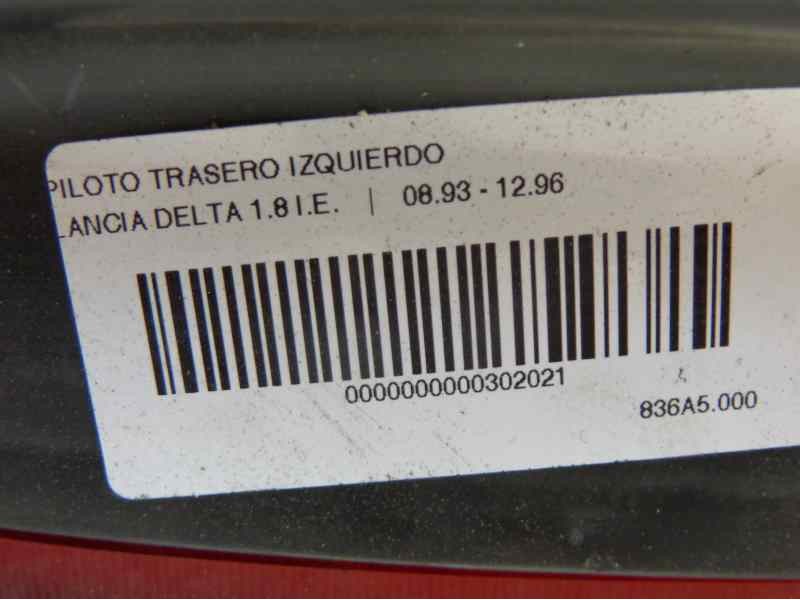 PILOTO TRASERO IZQUIERDO
LANCIA DELTA 1.8 I.E. | 08.93 - 12.96
0000000000302021
836A5.000